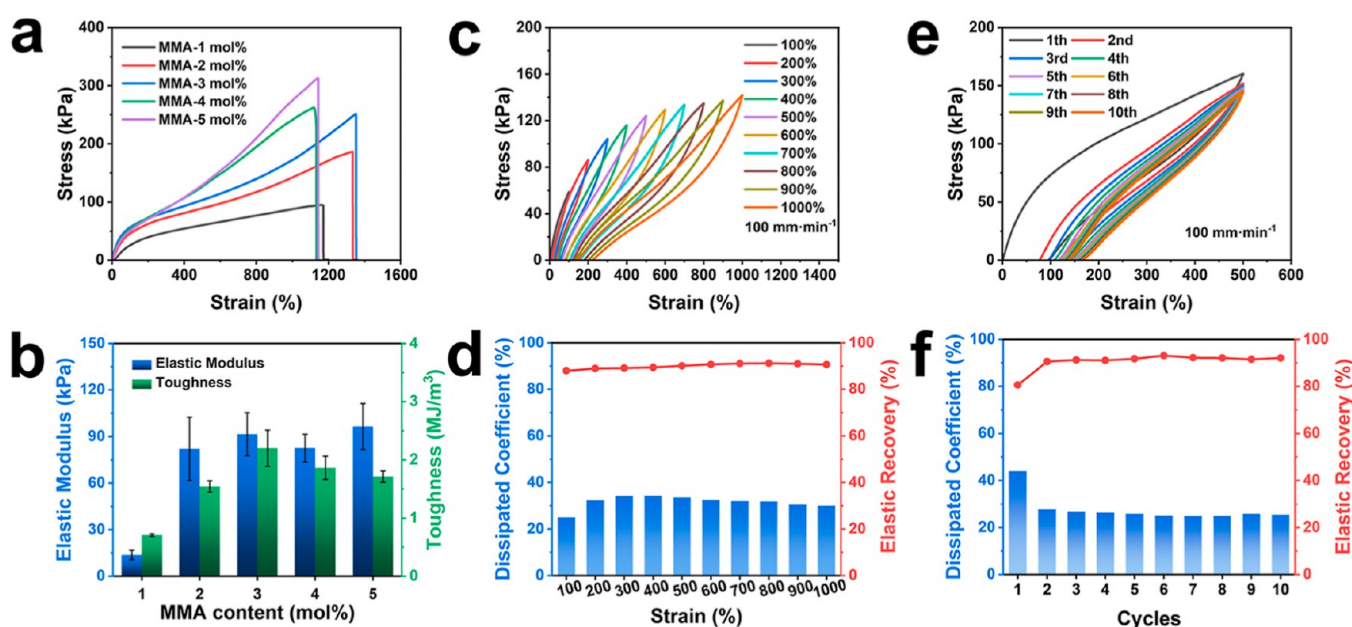 a
Stress (kPa)
400
300
200
100
0
MMA-1 mol%
MMA-2 mol%
MMA-3 mol%
MMA-4 mol%
MMA-5 mol%
0 400 800 1200 1600
Strain (%)
c
Stress (kPa)
200
160
120
80
40
0
100%
200%
300%
400%
500%
600%
700%
800%
900%
1000%
100 mm·min⁻¹
0 200 400 600 800 1000 1200 1400
Strain (%)
e
Stress (kPa)
200
150
100
50
0
1th 2nd
3rd 4th
5th 6th
7th 8th
9th 10th
100 mm·min⁻¹
0 100 200 300 400 500 600
Strain (%)
b
Elastic Modulus (kPa)
150
120
90
60
30
0
Elastic Modulus
Toughness
4
3
2
1
0
Toughness (MJ/m³)
1 2 3 4 5
MMA content (mol%)
d
Dissipated Coefficient (%)
100
80
60
40
20
0
100
80
60
40
20
0
Elastic Recovery (%)
100 200 300 400 500 600 700 800 900 1000
Strain (%)
f
Dissipated Coefficient (%)
100
80
60
40
20
0
100
80
60
40
20
0
Elastic Recovery (%)
1 2 3 4 5 6 7 8 9 10
Cycles